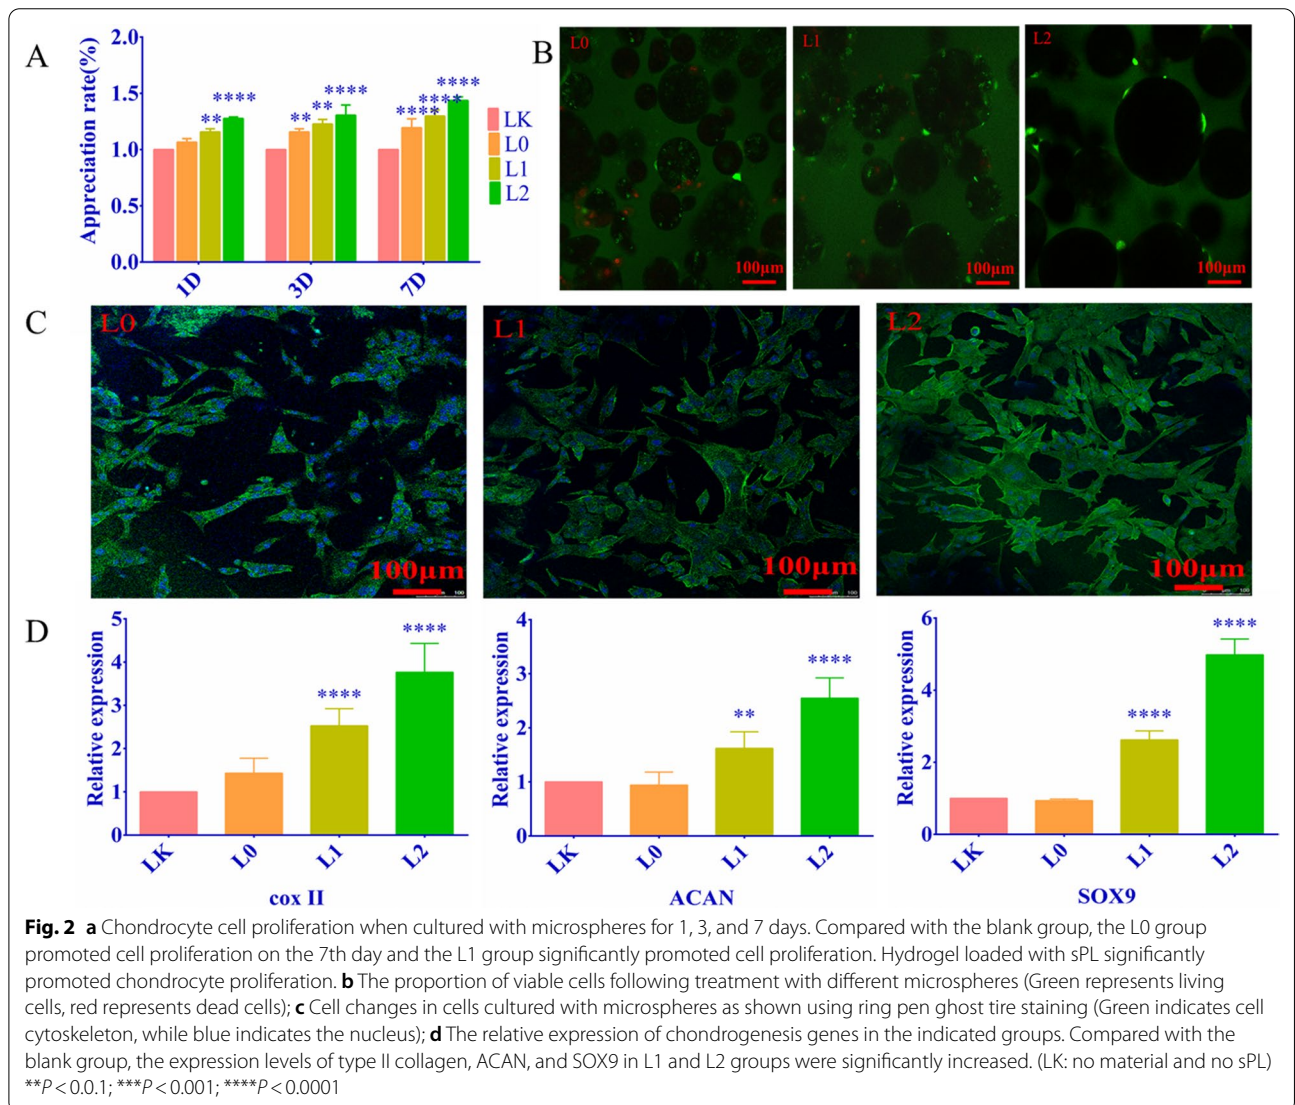 A
Appreciation rate(%)
2.0
1.5
1.0
0.5
0.0
**
****
**
**
****
****
****
****
1D
3D
7D
LK
L0
L1
L2
B
L0
100μm
L1
100μm
L2
100μm
C
L0
100μm
L1
100μm
L2
100μm
D
Relative expression
5
4
3
2
1
0
****
****
LK
L0
L1
L2
cox II
Relative expression
4
3
2
1
0
**
****
LK
L0
L1
L2
ACAN
Relative expression
6
4
2
0
****
****
LK
L0
L1
L2
SOX9
Fig. 2 a Chondrocyte cell proliferation when cultured with microspheres for 1, 3, and 7 days. Compared with the blank group, the L0 group
promoted cell proliferation on the 7th day and the L1 group significantly promoted cell proliferation. Hydrogel loaded with sPL significantly
promoted chondrocyte proliferation. b The proportion of viable cells following treatment with different microspheres (Green represents living
cells, red represents dead cells); c Cell changes in cells cultured with microspheres as shown using ring pen ghost tire staining (Green indicates cell
cytoskeleton, while blue indicates the nucleus); d The relative expression of chondrogenesis genes in the indicated groups. Compared with the
blank group, the expression levels of type II collagen, ACAN, and SOX9 in L1 and L2 groups were significantly increased. (LK: no material and no sPL)
**P < 0.0.1; ***P < 0.001; ****P < 0.0001